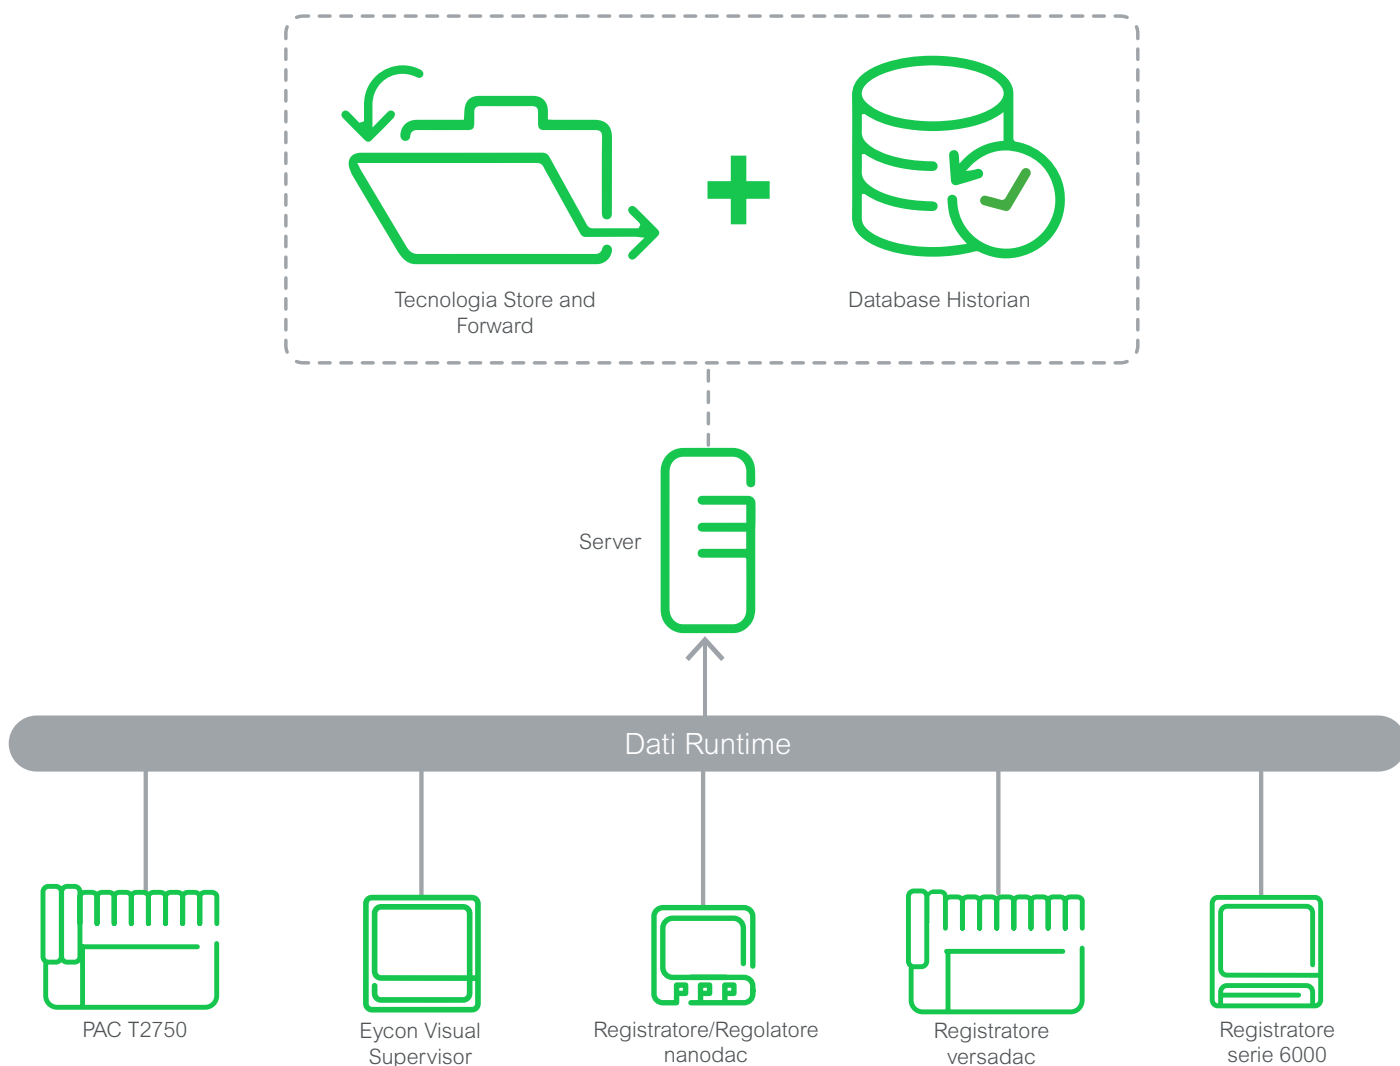 Tecnologia Store and
Forward
Database Historian
Server
Dati Runtime
PAC T2750
Eycon Visual
Supervisor
Registratore/Regolatore
nanodac
Registratore
versadac
Registratore
serie 6000